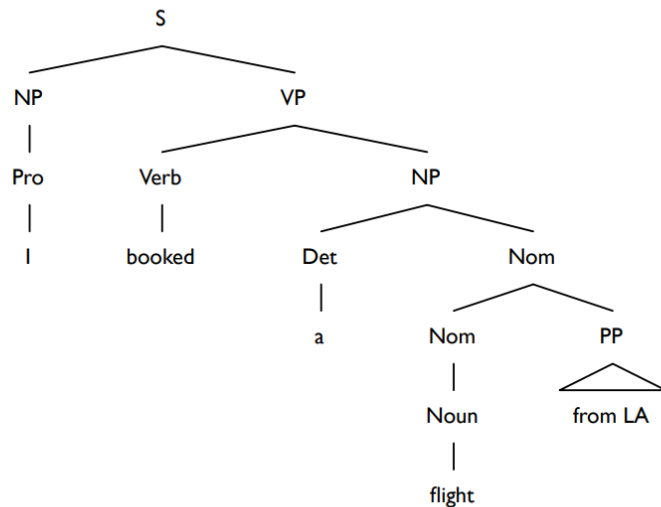 S
NP VP
Pro Verb NP
I booked Det Nom
a Nom PP
Noun from LA
flight